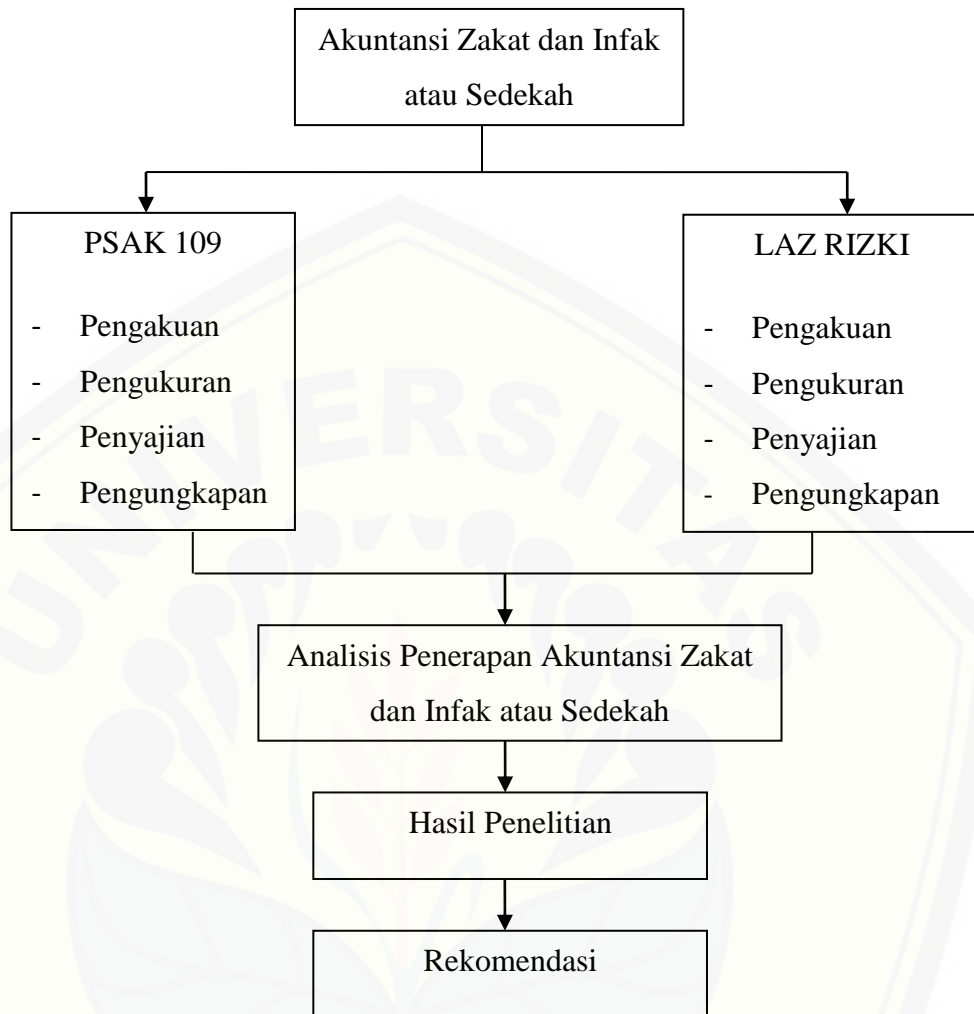 Akuntansi Zakat dan Infak
atau Sedekah
PSAK 109
- Pengakuan
- Pengukuran
- Penyajian
- Pengungkapan
LAZ RIZKI
- Pengakuan
- Pengukuran
- Penyajian
- Pengungkapan
Analisis Penerapan Akuntansi Zakat
dan Infak atau Sedekah
Hasil Penelitian
Rekomendasi
UNIVERSITAS